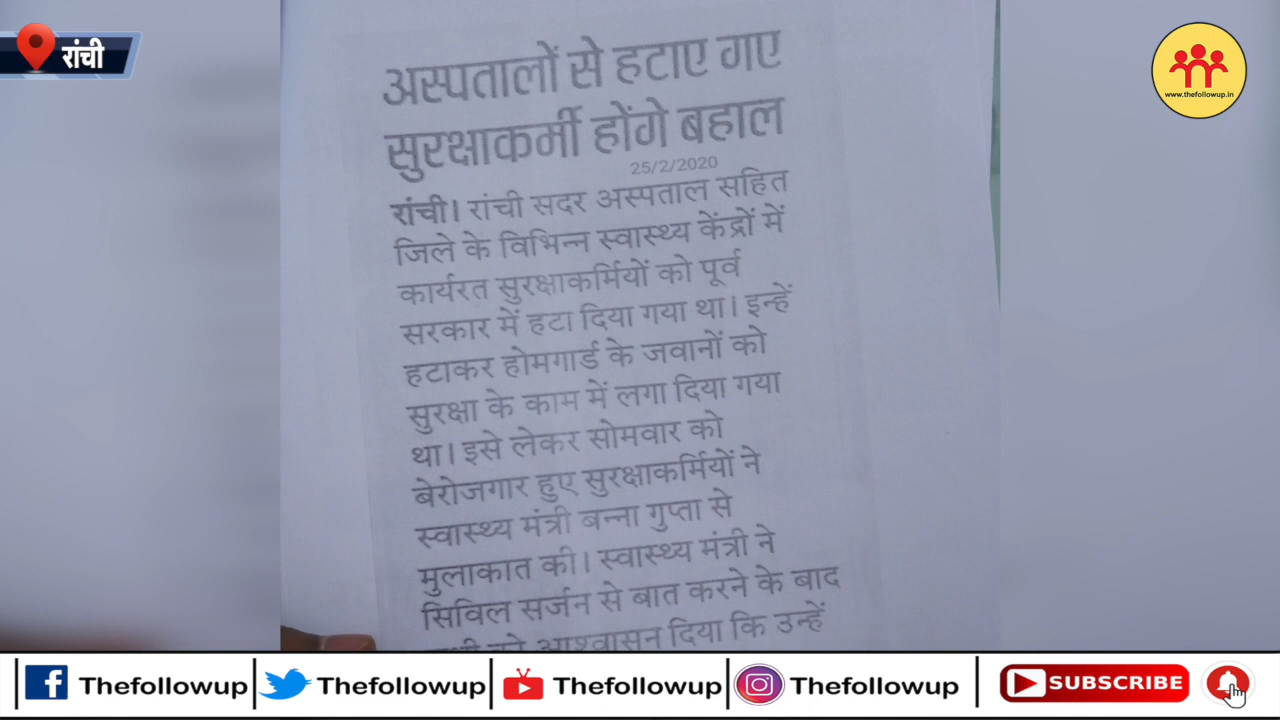 रांची
www.thefollowup.in
अस्पतालों से हटाए गए
सुरक्षाकर्मी होंगे बहाल
25/2/2020
रांची। रांची सदर अस्पताल सहित
जिले के विभिन्न स्वास्थ्य केंद्रों में
कार्यरत सुरक्षाकर्मियों को पूर्व
सरकार में हटा दिया गया था। इन्हें
हटाकर होमगार्ड के जवानों को
सुरक्षा के काम में लगा दिया गया
था। इसे लेकर सोमवार को
बेरोजगार हुए सुरक्षाकर्मियों ने
स्वास्थ्य मंत्री बन्ना गुप्ता से
मुलाकात की। स्वास्थ्य मंत्री ने
सिविल सर्जन से बात करने के बाद
आश्वासन दिया कि उन्हें
Thefollowup Thefollowup Thefollowup Thefollowup SUBSCRIBE